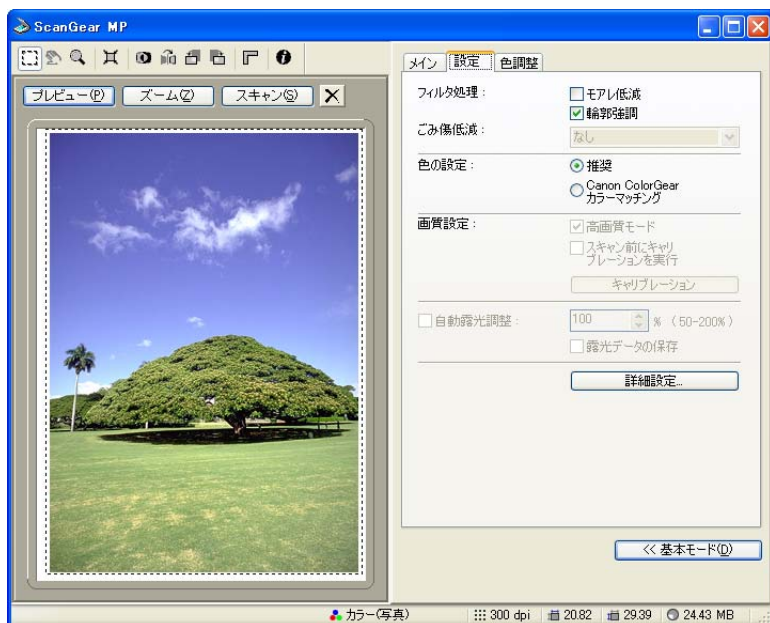 ScanGear MP
プレビュー(P) ズーム(Z) スキャン(S)
メイン 設定 色調整
フィルタ処理 : モアレ低減
輪郭強調
ごみ傷低減 : なし
色の設定 : 推奨
Canon ColorGear
カラーマッチング
画質設定 : 高画質モード
スキャン前にキャリ
ブレーションを実行
キャリブレーション
自動露光調整 : 100 % (50-200%)
露光データの保存
詳細設定...
<< 基本モード(D)
カラー(写真) 300 dpi 20.82 29.39 24.43 MB